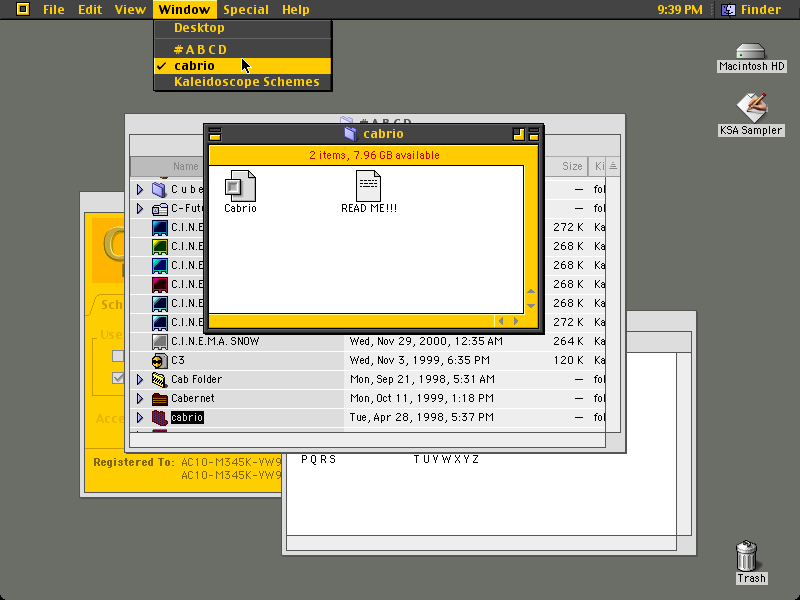 File Edit View Window Special Help 9:39 PM Finder
Desktop
#ABCD
✓ cabrio
Kaleidoscope Schemes
Macintosh HD
KSA Sampler
#ABCD
cabrio
2 items, 7.96 GB available
Cabrio
READ ME!!!
Name Size Ki
Cube — fol
C-Futu — fol
C.I.N.E 272 K Ka
C.I.N.E 268 K Ka
C.I.N.E 268 K Ka
C.I.N.E 268 K Ka
C.I.N.E 268 K Ka
C.I.N.E 272 K Ka
C.I.N.E.M.A. SNOW Wed, Nov 29, 2000, 12:35 AM 264 K Ka
C3 Wed, Nov 3, 1999, 6:35 PM 120 K Ka
Cab Folder Mon, Sep 21, 1998, 5:31 AM — fol
Cabernet Mon, Oct 11, 1999, 1:18 PM — fol
cabrio Tue, Apr 28, 1998, 5:37 PM — fol
Sch
Use
Acce
Registered To: AC10-M345K-VW9
AC10-M345K-VW9
PQRS TUVWXYZ
Trash